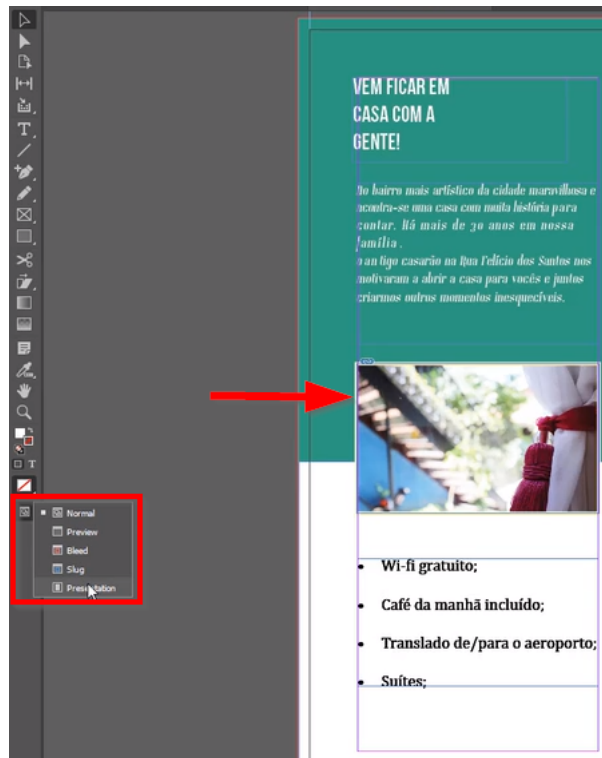 VEM FICAR EM
CASA COM A
GENTE!
No bairro mais artístico da cidade maravilhosa e
ncontra-se uma casa com muita história para
contar. Há mais de 30 anos em nossa
família .
o an tigo casarão na Rua Felício dos Santos nos
motivaram a abrir a casa para vocês e juntos
criarmos outros momentos inesquecíveis.
Normal
Preview
Bleed
Slug
Presentation
• Wi-fi gratuito;
• Café da manhã incluído;
• Translado de/para o aeroporto;
• Suítes;